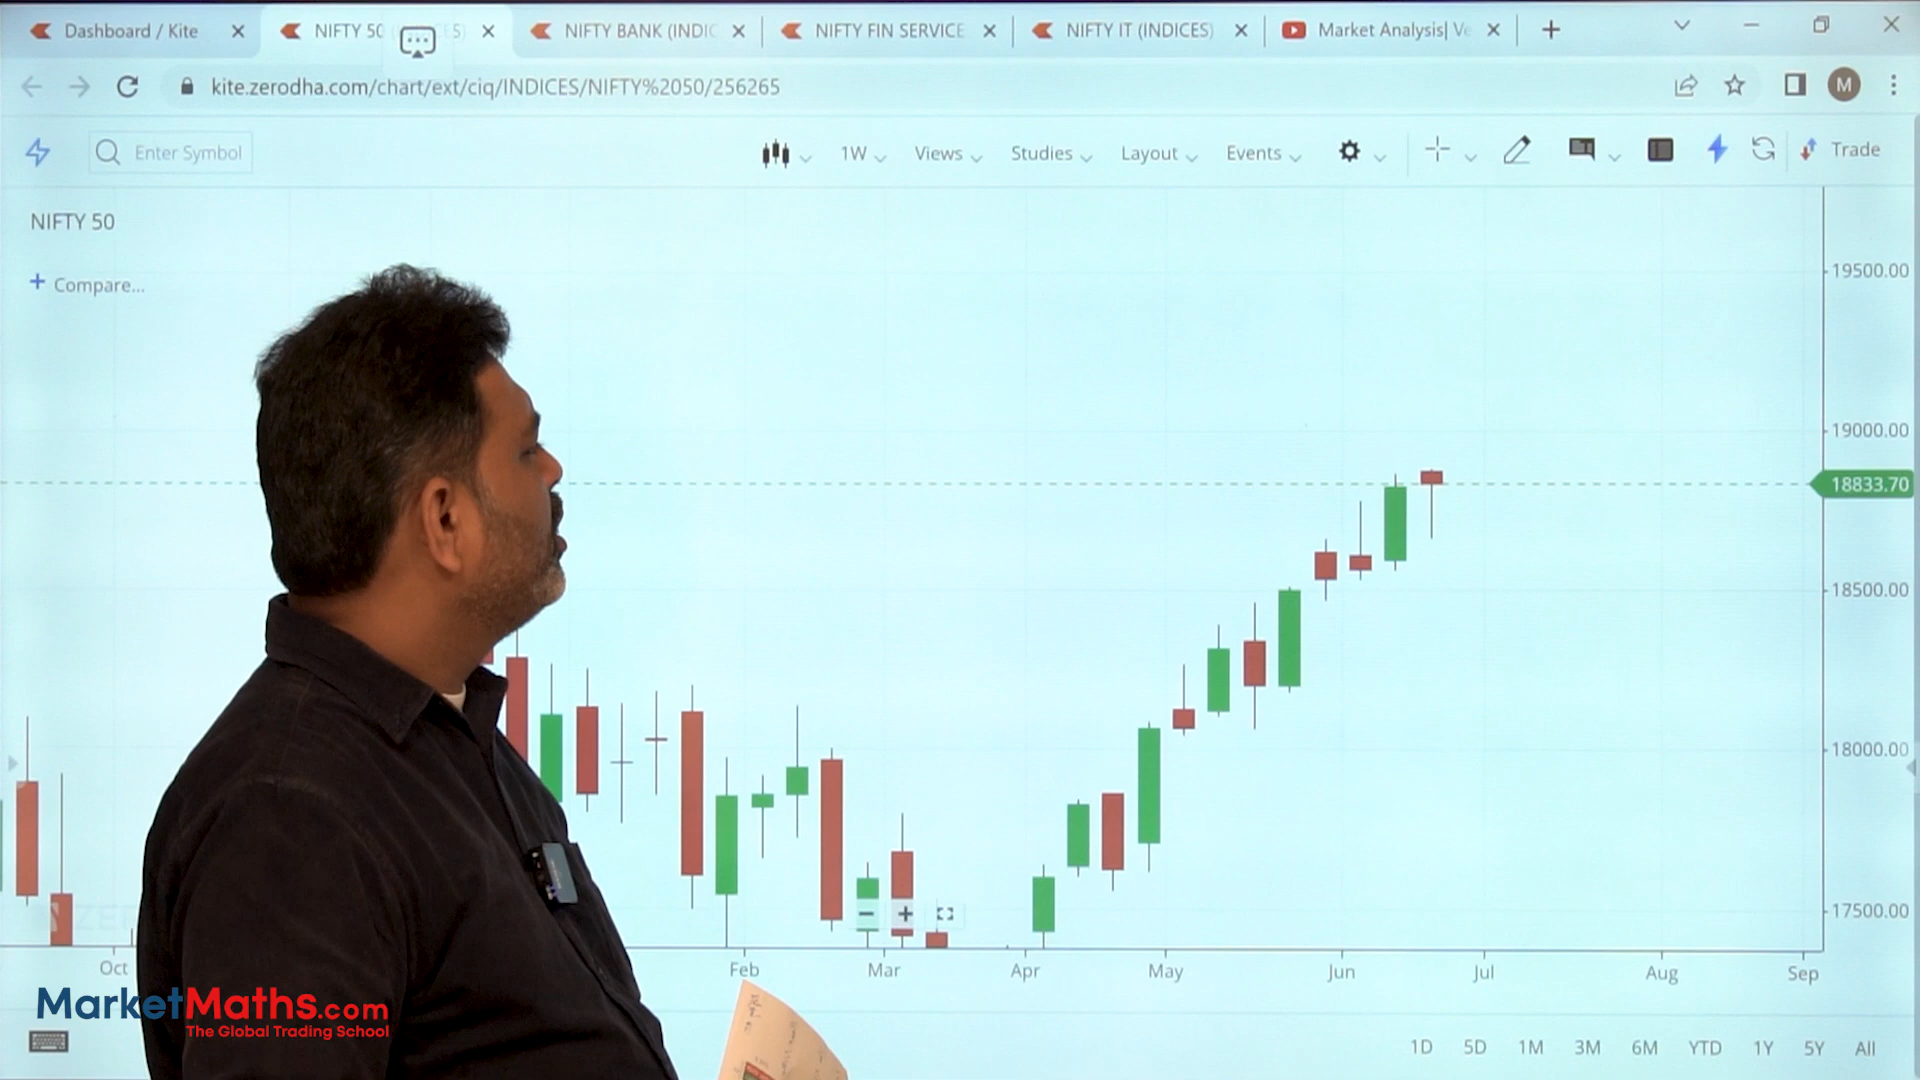 Dashboard / Kite
NIFTY 50
S)
NIFTY BANK (INDIC
NIFTY FIN SERVICE
NIFTY IT (INDICES)
Market Analysis| Ve
kite.zerodha.com/chart/ext/ciq/INDICES/NIFTY%2050/256265
M
Enter Symbol
1W
Views
Studies
Layout
Events
Trade
NIFTY 50
+ Compare...
19500.00
19000.00
18833.70
18500.00
18000.00
17500.00
ZER
Oct
Feb
Mar
Apr
May
Jun
Jul
Aug
Sep
MarketMaths.com
The Global Trading School
1D
5D
1M
3M
6M
YTD
1Y
5Y
All